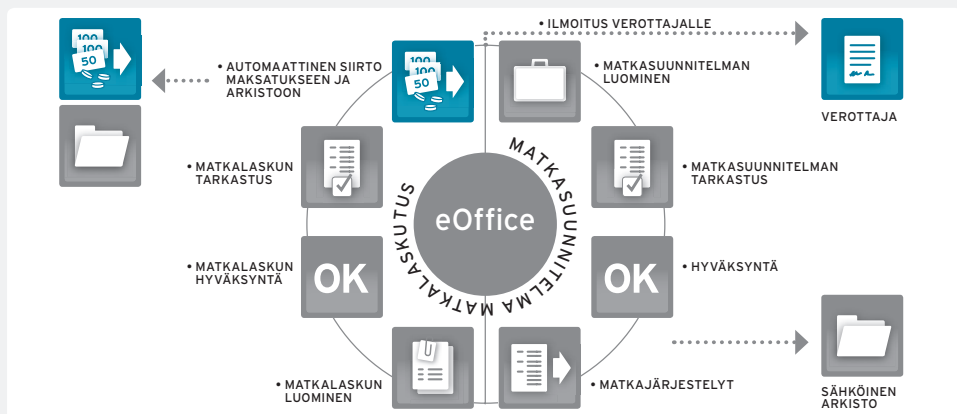 • ILMOITUS VEROTTAJALLE
100
100
50
• AUTOMAATTINEN SIIRTO
MAKSATUKSEEN JA
ARKISTOON
100
100
50
• MATKASUUNNITELMAN
LUOMINEN
VEROTTAJA
• MATKALASKUN
TARKASTUS
• MATKASUUNNITELMAN
TARKASTUS
MATKALASKUTUS
eOffice
MATKASUUNNITELMA
• MATKALASKUN
HYVÄKSYNTÄ
OK
OK
• HYVÄKSYNTÄ
• MATKALASKUN
LUOMINEN
• MATKAJÄRJESTELYT
SÄHKÖINEN
ARKISTO